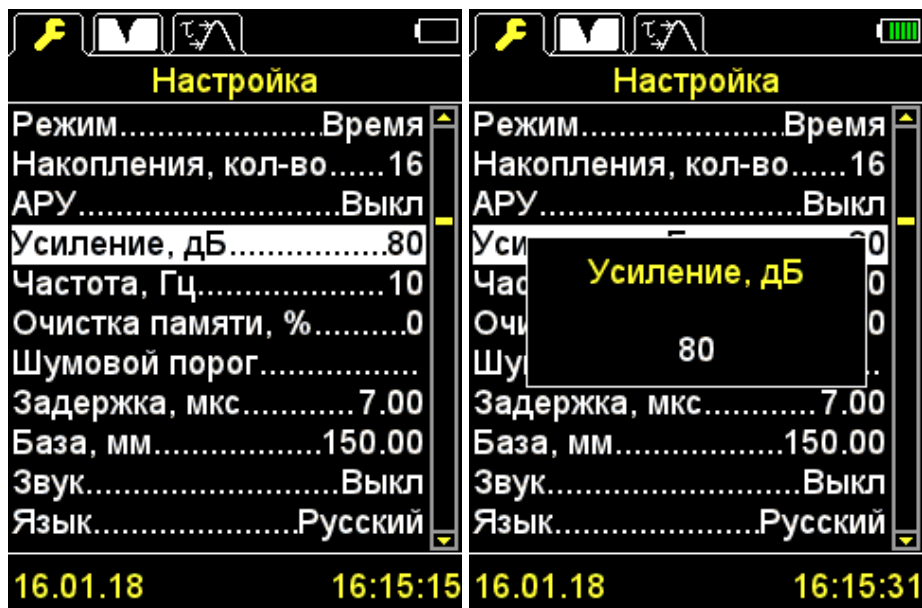 Настройка
Режим.....................Время
Накопления, кол-во......16
АРУ...........................Выкл
Усиление, дБ................80
Частота, Гц...................10
Очистка памяти, %..........0
Шумовой порог................
Задержка, мкс...........7.00
База, мм.................150.00
Звук..........................Выкл
Язык.....................Русский
16.01.18 16:15:15
Настройка
Режим.....................Время
Накопления, кол-во......16
АРУ...........................Выкл
Усиление, дБ
80
Задержка, мкс............7.00
База, мм.................150.00
Звук..........................Выкл
Язык.....................Русский
16.01.18 16:15:31